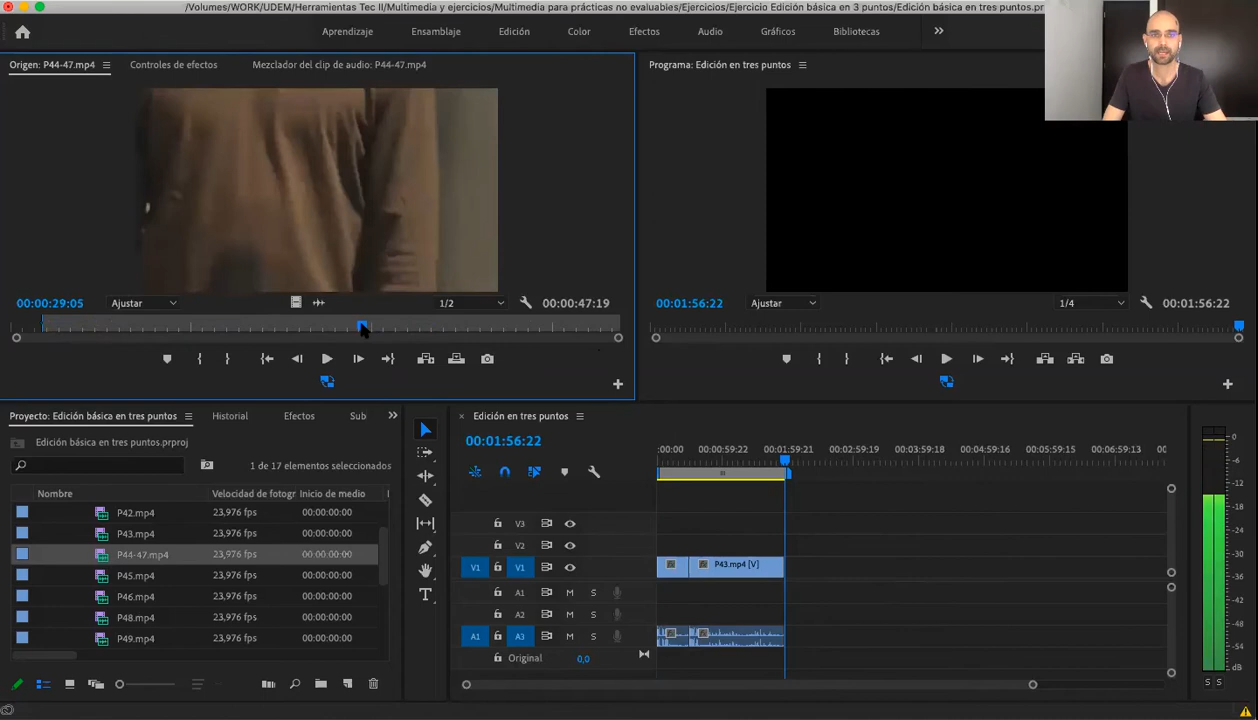 /Volumes/WORK/UDEM/Herramientas Tec II/Multimedia y ejercicios/Multimedia para prácticas no evaluables/Ejercicios/Ejercicio Edición básica en 3 puntos/Edición básica en tres puntos.pr
Aprendizaje Ensamblaje Edición Color Efectos Audio Gráficos Bibliotecas
Origen: P44-47.mp4 Controles de efectos Mezclador del clip de audio: P44-47.mp4 Programa: Edición en tres puntos
00:00:29:05 Ajustar 1/2 00:00:47:19 00:01:56:22 Ajustar 1/4 00:01:56:22
Proyecto: Edición básica en tres puntos Historial Efectos Sub Edición en tres puntos
Edición básica en tres puntos.prproj 00:01:56:22
1 de 17 elementos seleccionados :00:00 00:00:59:22 00:01:59:21 00:02:59:19 00:03:59:18 00:04:59:16 00:05:59:15 00:06:59:13 00
Nombre Velocidad de fotogr Inicio de medio
P42.mp4 23,976 fps 00:00:00:00
P43.mp4 23,976 fps 00:00:00:00
P44-47.mp4 23,976 fps 00:00:00:00
P45.mp4 23,976 fps 00:00:00:00
P46.mp4 23,976 fps 00:00:00:00
P48.mp4 23,976 fps 00:00:00:00
P49.mp4 23,976 fps 00:00:00:00
V3
V2
V1 V1 P43.mp4 [V]
A1 M S
A2 M S
A1 A3 M S
Original 0,0
0
-6
-12
-18
-24
-30
-36
-42
-48
-54
dB
S S